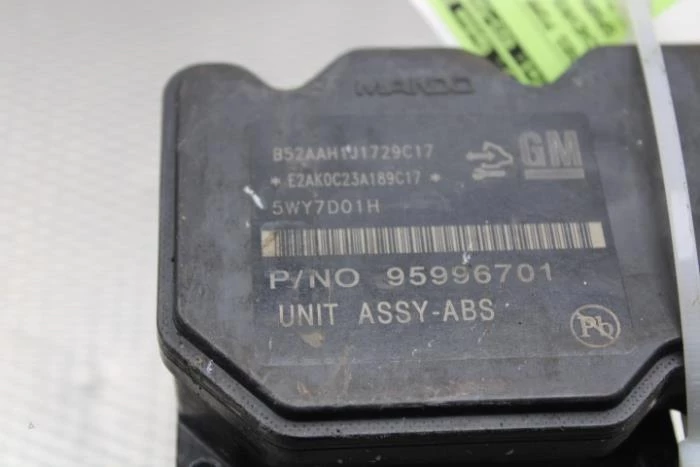 MANDO
B52AAH1J1729C17
GM
* E2AK0C23A189C17 *
5WY7D01H
P/NO 95996701
UNIT ASSY-ABS
Pb